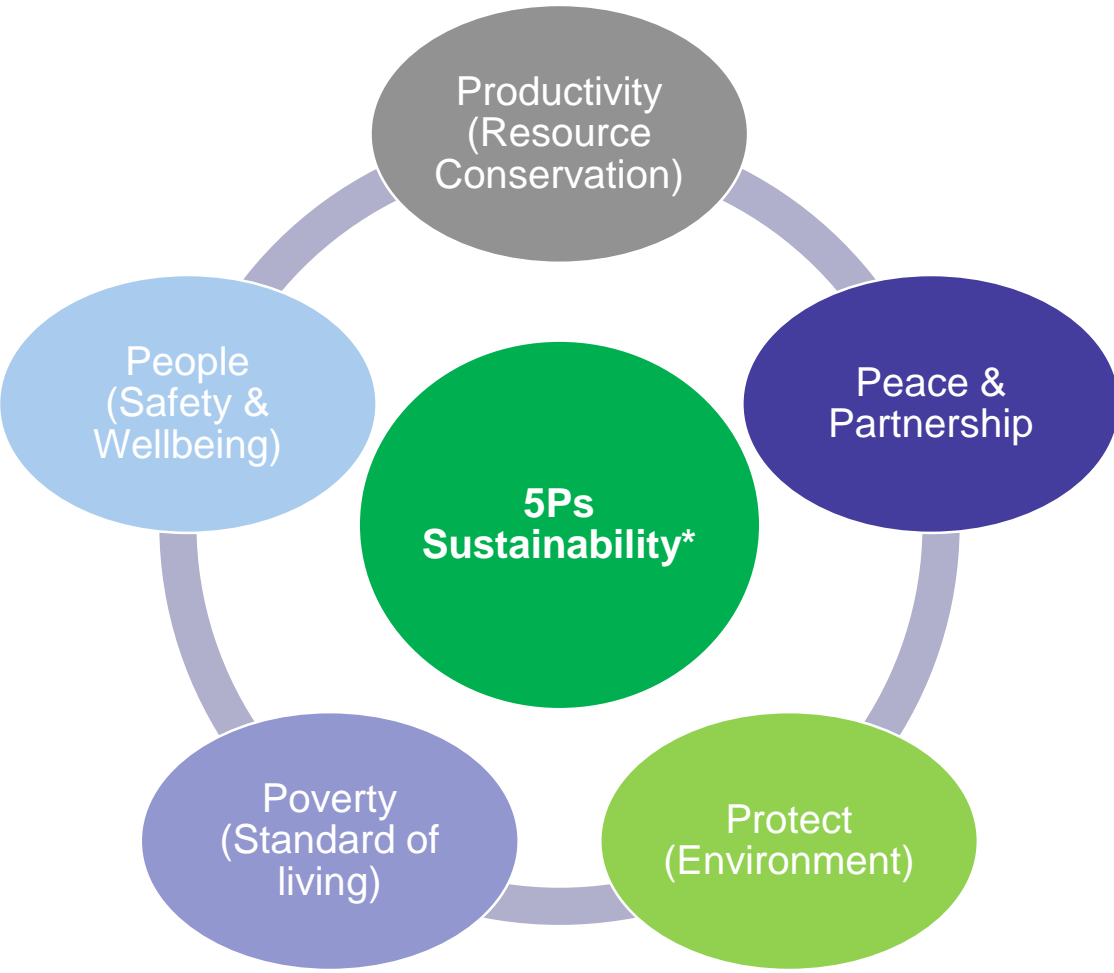 Productivity
(Resource
Conservation)
People
(Safety &
Wellbeing)
Peace &
Partnership
5Ps
Sustainability*
Poverty
(Standard of
living)
Protect
(Environment)